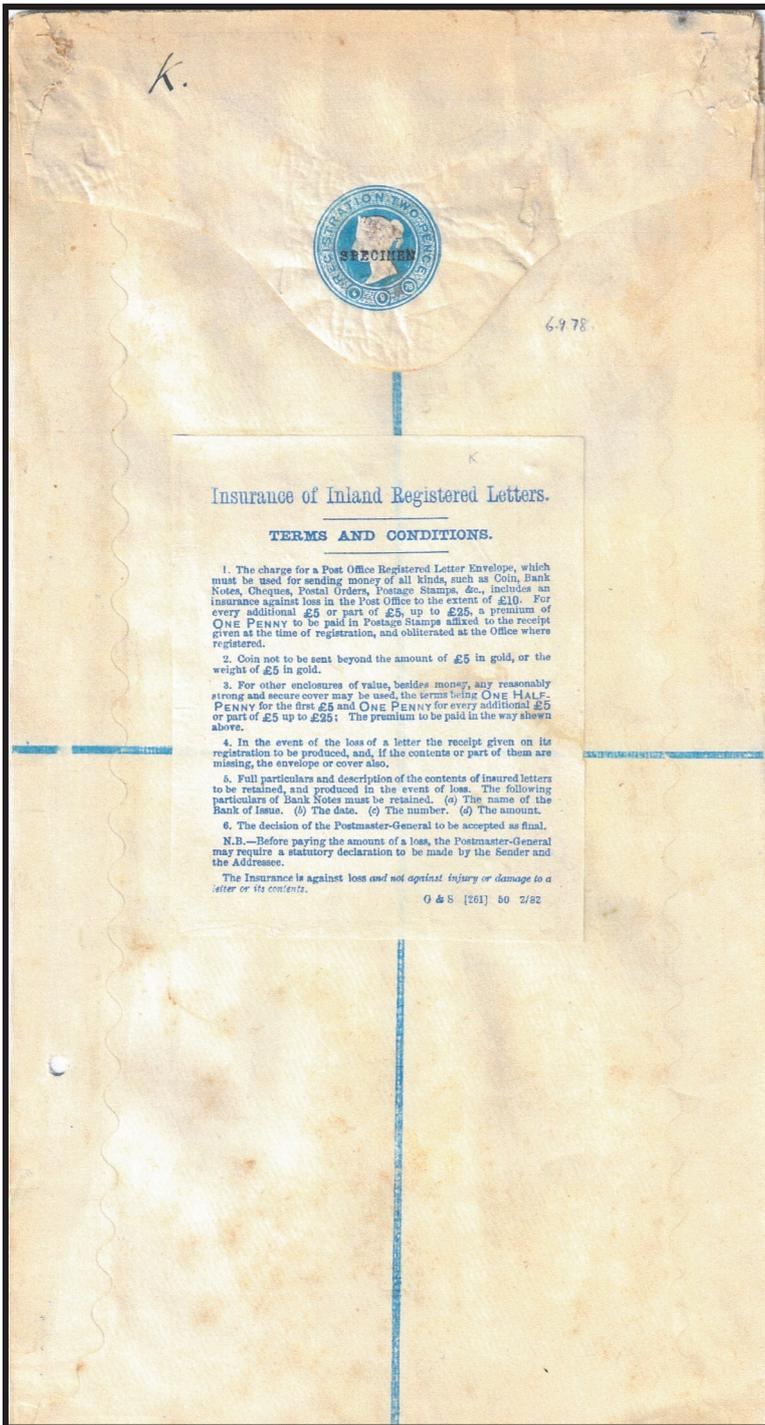 K.
REGISTRATION TWO PENCE
SPECIMEN
6 9 78
6.9.78.
K
Insurance of Inland Registered Letters.
TERMS AND CONDITIONS.
1. The charge for a Post Office Registered Letter Envelope, which
must be used for sending money of all kinds, such as Coin, Bank
Notes, Cheques, Postal Orders, Postage Stamps, &c., includes an
insurance against loss in the Post Office to the extent of £10. For
every additional £5 or part of £5, up to £25, a premium of
ONE PENNY to be paid in Postage Stamps affixed to the receipt
given at the time of registration, and obliterated at the Office where
registered.
2. Coin not to be sent beyond the amount of £5 in gold, or the
weight of £5 in gold.
3. For other enclosures of value, besides money, any reasonably
strong and secure cover may be used, the terms being ONE HALF-
PENNY for the first £5 and ONE PENNY for every additional £5
or part of £5 up to £25: The premium to be paid in the way shewn
above.
4. In the event of the loss of a letter the receipt given on its
registration to be produced, and, if the contents or part of them are
missing, the envelope or cover also.
5. Full particulars and description of the contents of insured letters
to be retained, and produced in the event of loss. The following
particulars of Bank Notes must be retained. (a) The name of the
Bank of Issue. (b) The date. (c) The number. (d) The amount.
6. The decision of the Postmaster-General to be accepted as final.
N.B.—Before paying the amount of a loss, the Postmaster-General
may require a statutory declaration to be made by the Sender and
the Addressee.
The Insurance is against loss and not against injury or damage to a
letter or its contents.
G & S [261] 50 2/82